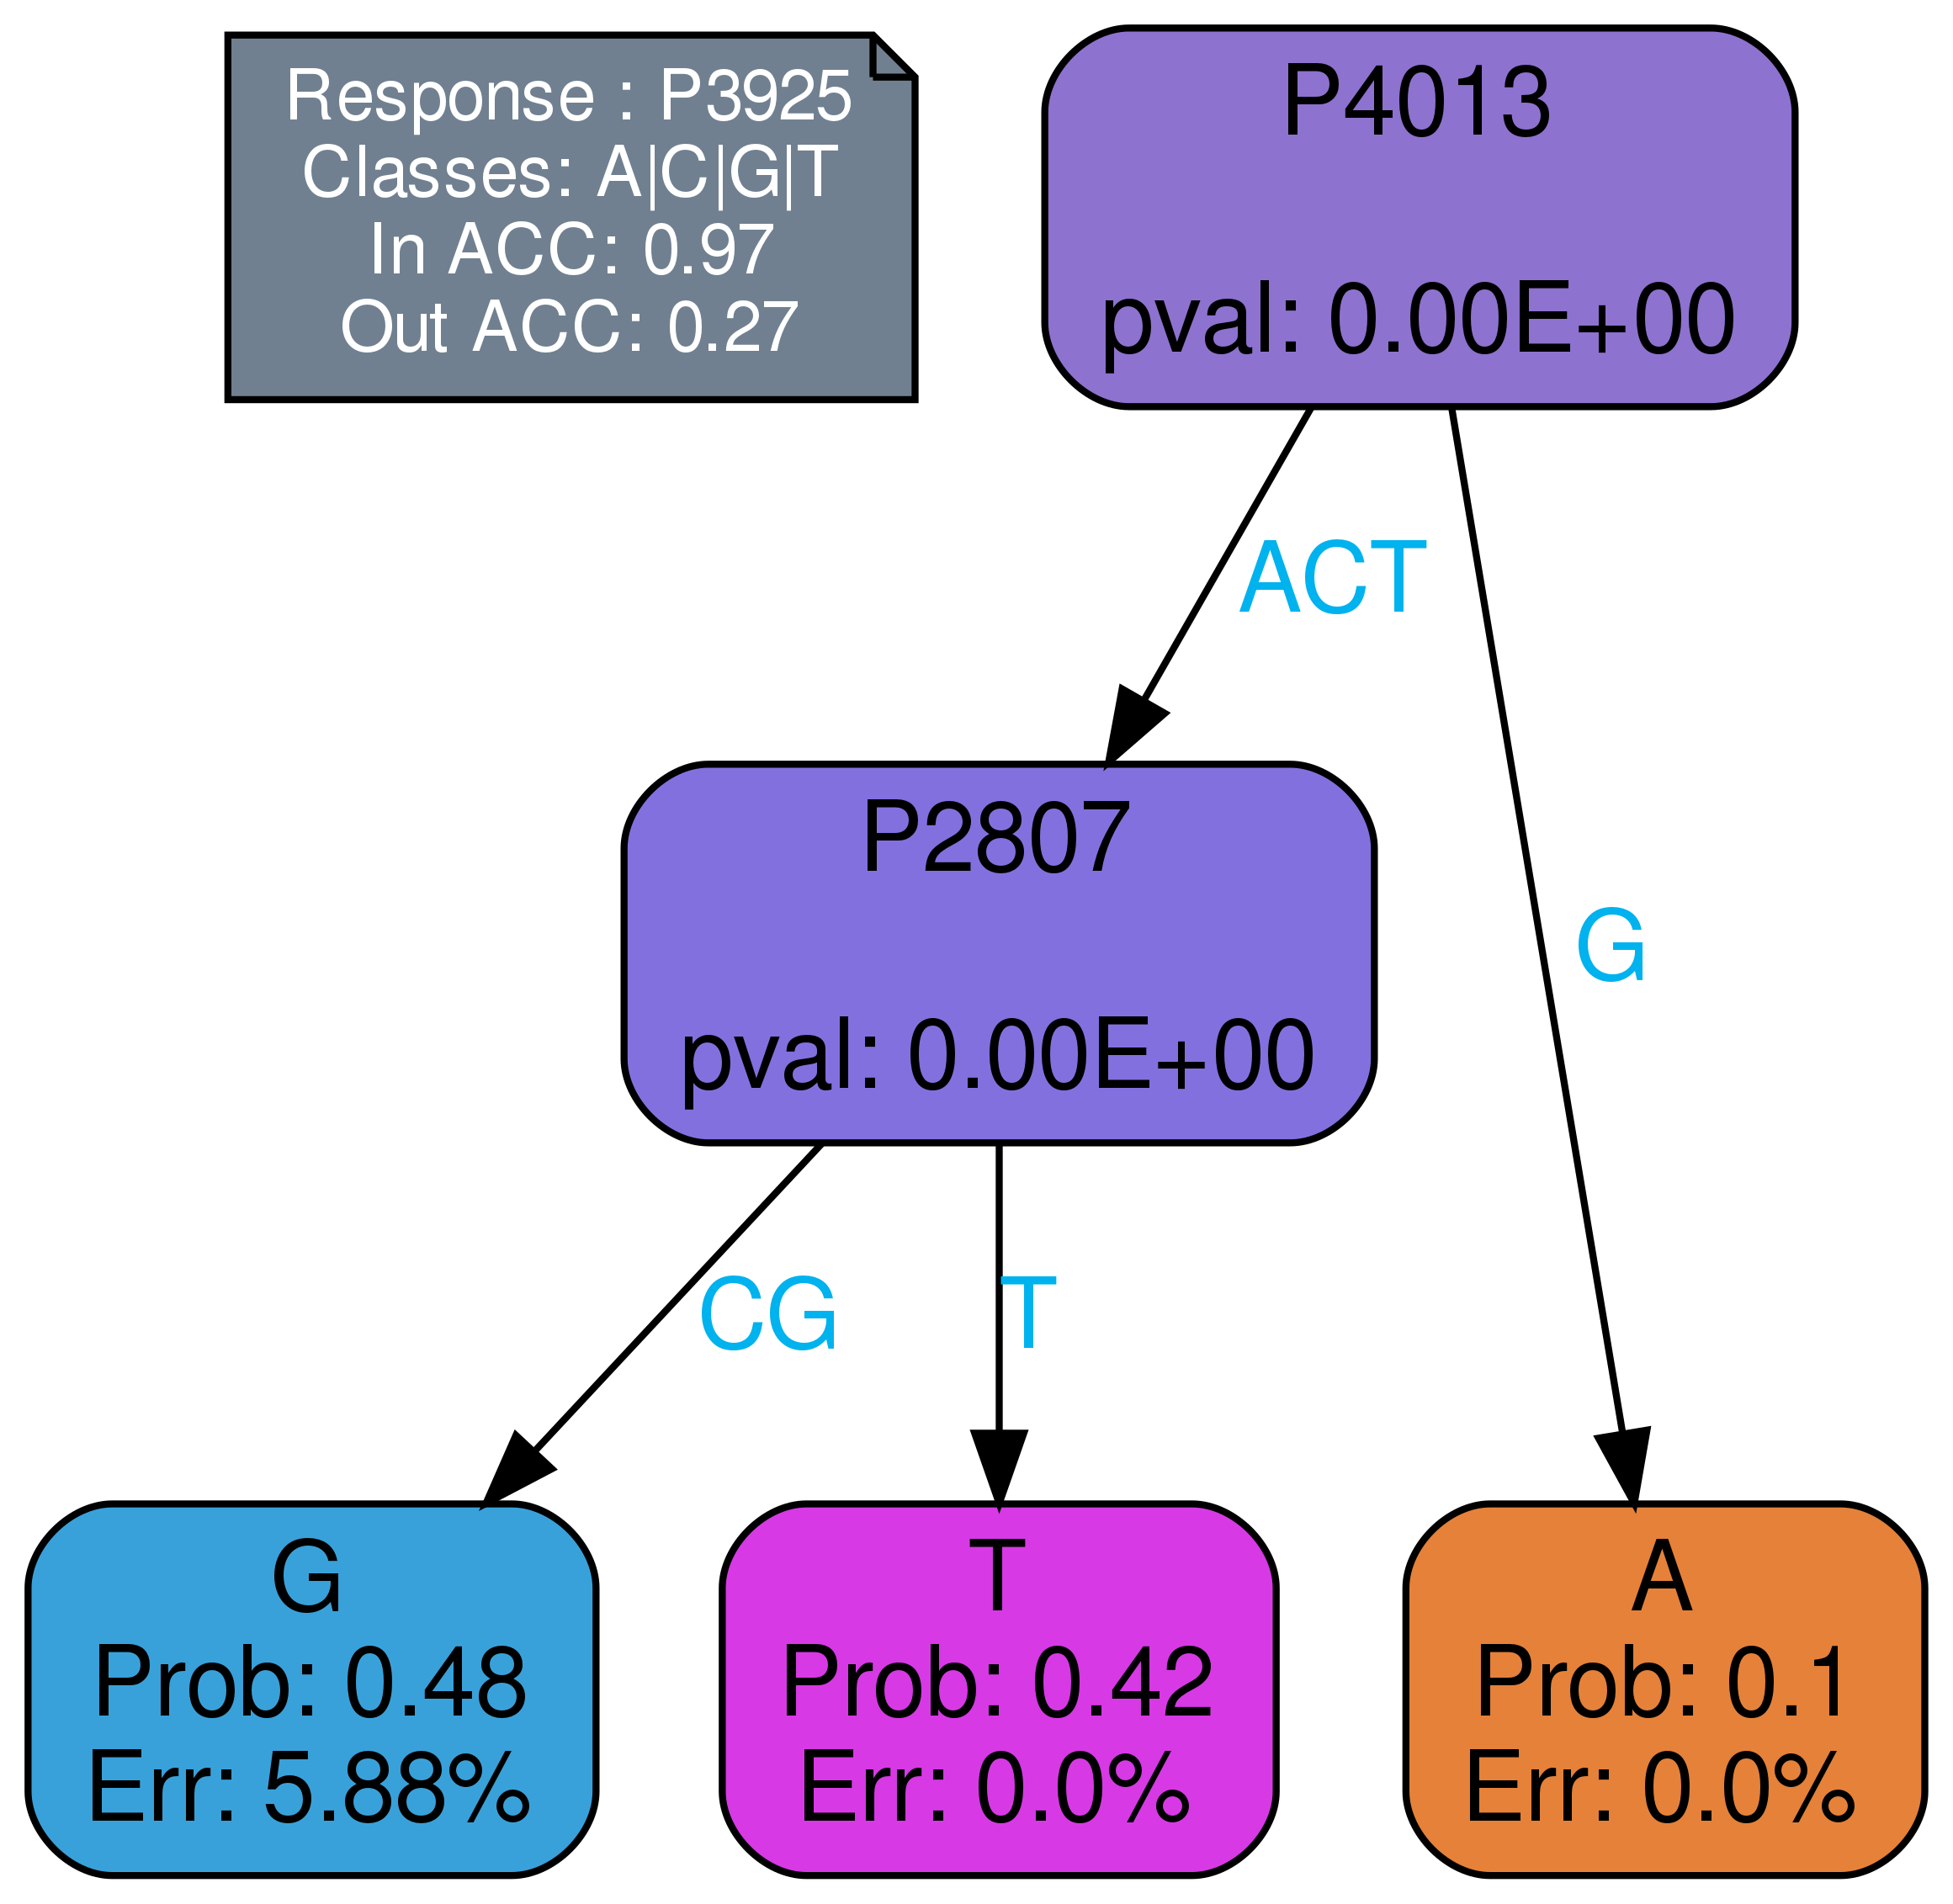 Response : P3925
Classes: A|C|G|T
In ACC: 0.97
Out ACC: 0.27
P4013
pval: 0.00E+00
ACT
G
P2807
pval: 0.00E+00
CG
T
G
Prob: 0.48
Err: 5.88%
T
Prob: 0.42
Err: 0.0%
A
Prob: 0.1
Err: 0.0%